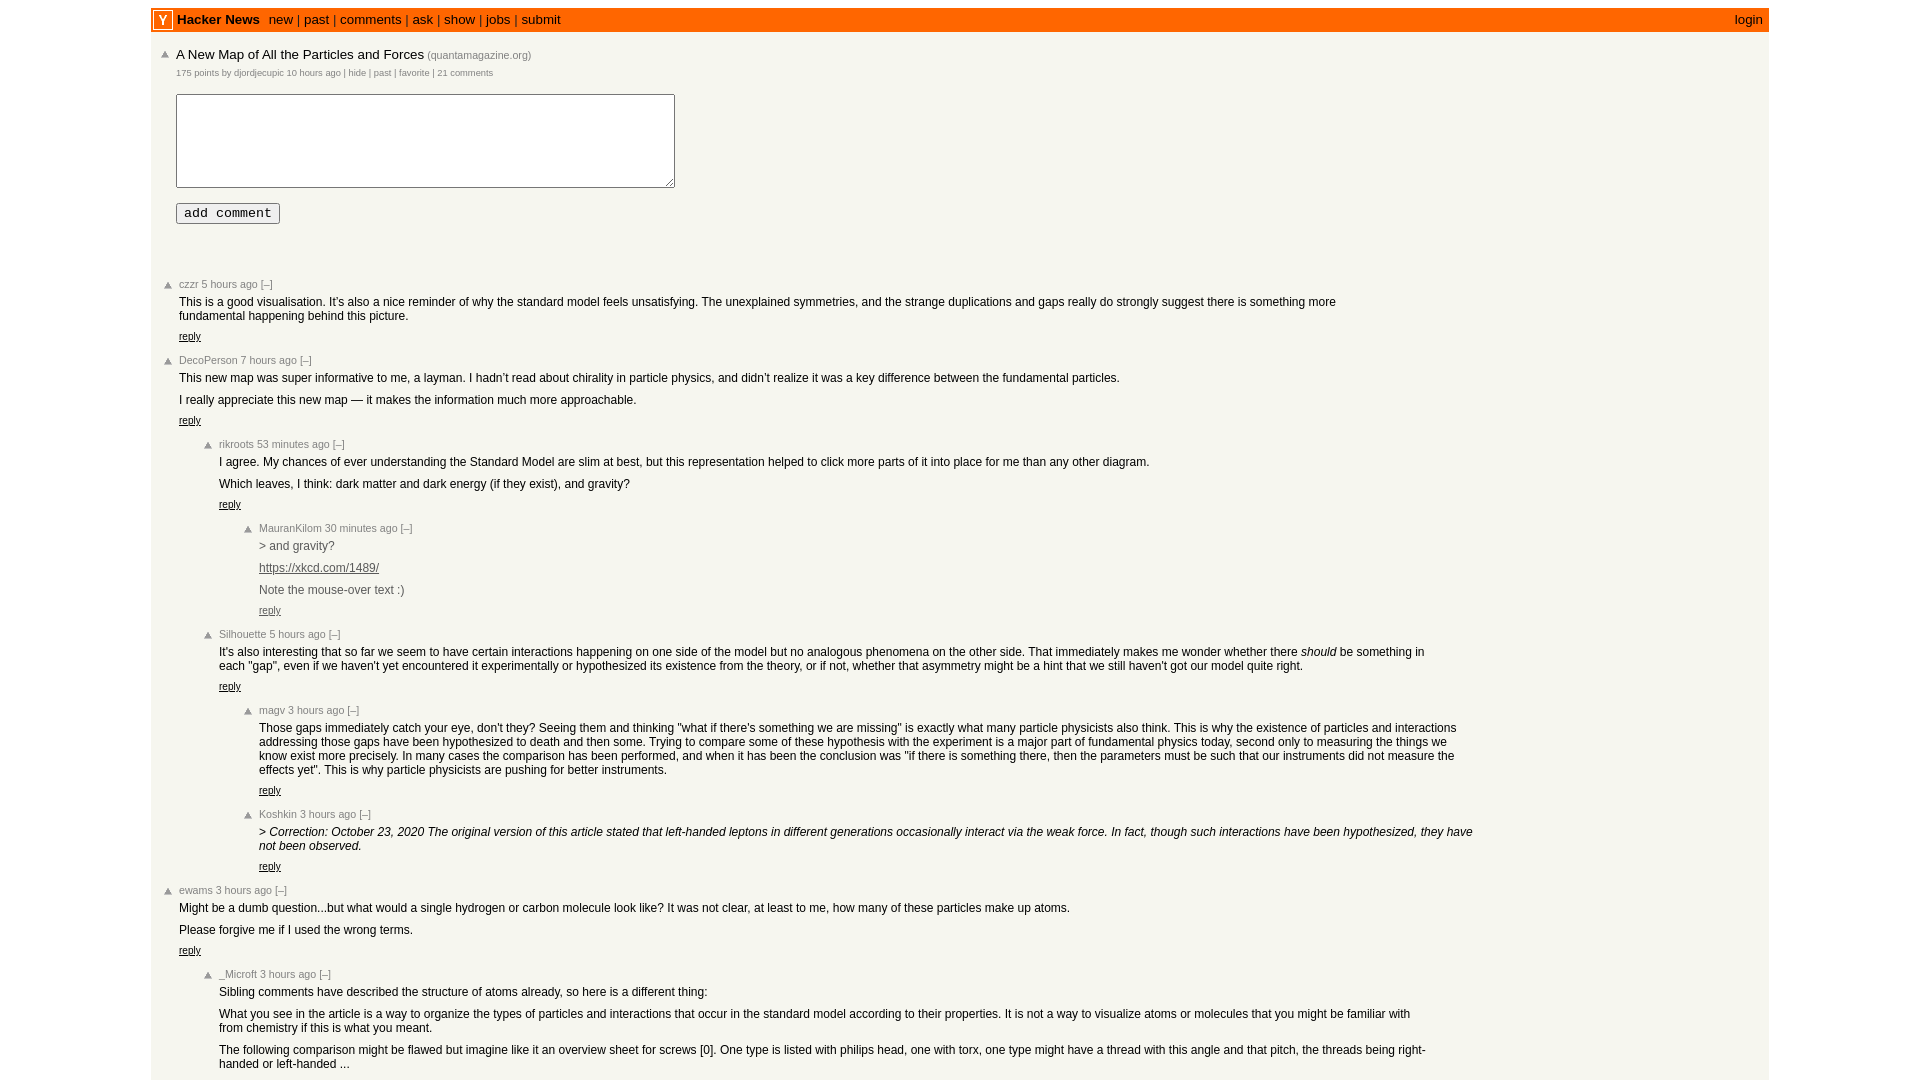 Y Hacker News new | past | comments | ask | show | jobs | submit login
A New Map of All the Particles and Forces (quantamagazine.org)
175 points by djordjecupic 10 hours ago | hide | past | favorite | 21 comments
add comment
czzr 5 hours ago [–]
This is a good visualisation. It’s also a nice reminder of why the standard model feels unsatisfying. The unexplained symmetries, and the strange duplications and gaps really do strongly suggest there is something more
fundamental happening behind this picture.
reply
DecoPerson 7 hours ago [–]
This new map was super informative to me, a layman. I hadn’t read about chirality in particle physics, and didn’t realize it was a key difference between the fundamental particles.
I really appreciate this new map — it makes the information much more approachable.
reply
rikroots 53 minutes ago [–]
I agree. My chances of ever understanding the Standard Model are slim at best, but this representation helped to click more parts of it into place for me than any other diagram.
Which leaves, I think: dark matter and dark energy (if they exist), and gravity?
reply
MauranKilom 30 minutes ago [–]
> and gravity?
https://xkcd.com/1489/
Note the mouse-over text :)
reply
Silhouette 5 hours ago [–]
It's also interesting that so far we seem to have certain interactions happening on one side of the model but no analogous phenomena on the other side. That immediately makes me wonder whether there should be something in
each "gap", even if we haven't yet encountered it experimentally or hypothesized its existence from the theory, or if not, whether that asymmetry might be a hint that we still haven't got our model quite right.
reply
magv 3 hours ago [–]
Those gaps immediately catch your eye, don't they? Seeing them and thinking "what if there's something we are missing" is exactly what many particle physicists also think. This is why the existence of particles and interactions
addressing those gaps have been hypothesized to death and then some. Trying to compare some of these hypothesis with the experiment is a major part of fundamental physics today, second only to measuring the things we
know exist more precisely. In many cases the comparison has been performed, and when it has been the conclusion was "if there is something there, then the parameters must be such that our instruments did not measure the
effects yet". This is why particle physicists are pushing for better instruments.
reply
Koshkin 3 hours ago [–]
> Correction: October 23, 2020 The original version of this article stated that left-handed leptons in different generations occasionally interact via the weak force. In fact, though such interactions have been hypothesized, they have
not been observed.
reply
ewams 3 hours ago [–]
Might be a dumb question...but what would a single hydrogen or carbon molecule look like? It was not clear, at least to me, how many of these particles make up atoms.
Please forgive me if I used the wrong terms.
reply
_Microft 3 hours ago [–]
Sibling comments have described the structure of atoms already, so here is a different thing:
What you see in the article is a way to organize the types of particles and interactions that occur in the standard model according to their properties. It is not a way to visualize atoms or molecules that you might be familiar with
from chemistry if this is what you meant.
The following comparison might be flawed but imagine like it an overview sheet for screws [0]. One type is listed with philips head, one with torx, one type might have a thread with this angle and that pitch, the threads being right-
handed or left-handed ...